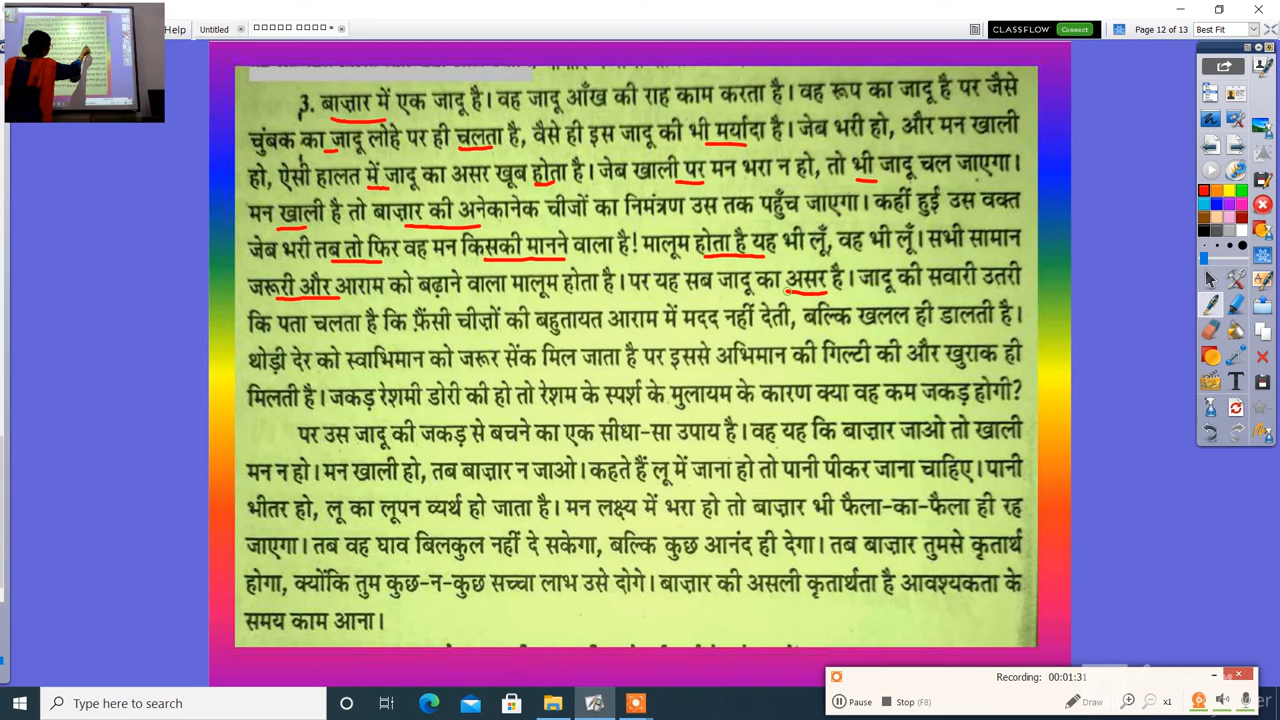 Help
Untitled
CLASSFLOW
Connect
Page 12 of 13
Best Fit
3. बाज़ार में एक जादू है। वह जादू आँख की राह काम करता है। वह रूप का जादू है पर जैसे
चुंबक का जादू लोहे पर ही चलता है, वैसे ही इस जादू की भी मर्यादा है। जेब भरी हो, और मन खाली
हो, ऐसी हालत में जादू का असर खूब होता है। जेब खाली पर मन भरा न हो, तो भी जादू चल जाएगा।
मन खाली है तो बाज़ार की अनेकानेक चीजों का निमंत्रण उस तक पहुँच जाएगा। कहीं हुई उस वक्त
जेब भरी तब तो फिर वह मन किसकी मानने वाला है! मालूम होता है यह भी लूँ, वह भी लूँ। सभी सामान
जरूरी और आराम को बढ़ाने वाला मालूम होता है। पर यह सब जादू का असर है। जादू की सवारी उतरी
कि पता चलता है कि फ़ैंसी चीज़ों की बहुतायत आराम में मदद नहीं देती, बल्कि खलल ही डालती है।
थोड़ी देर को स्वाभिमान को जरूर सेंक मिल जाता है पर इससे अभिमान की गिल्टी की और खुराक ही
मिलती है। जकड़ रेशमी डोरी की हो तो रेशम के स्पर्श के मुलायम के कारण क्या वह कम जकड़ होगी?
पर उस जादू की जकड़ से बचने का एक सीधा-सा उपाय है। वह यह कि बाज़ार जाओ तो खाली
मन न हो। मन खाली हो, तब बाज़ार न जाओ। कहते हैं लू में जाना हो तो पानी पीकर जाना चाहिए। पानी
भीतर हो, लू का लूपन व्यर्थ हो जाता है। मन लक्ष्य में भरा हो तो बाज़ार भी फैला-का-फैला ही रह
जाएगा। तब वह घाव बिलकुल नहीं दे सकेगा, बल्कि कुछ आनंद ही देगा। तब बाज़ार तुमसे कृतार्थ
होगा, क्योंकि तुम कुछ-न-कुछ सच्चा लाभ उसे दोगे। बाज़ार की असली कृतार्थता है आवश्यकता के
समय काम आना।
Recording: 00:01:31
Pause
Stop (F8)
Draw
x1
Type here to search